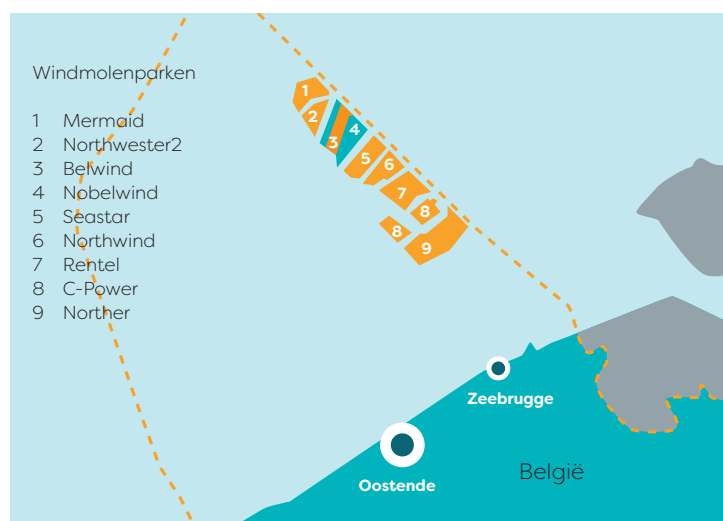 Windmolenparken
1 Mermaid
2 Northwester2
3 Belwind
4 Nobelwind
5 Seastar
6 Northwind
7 Rentel
8 C-Power
9 Norther
1
2
3
4
5
6
7
8
8
9
Zeebrugge
Oostende
België